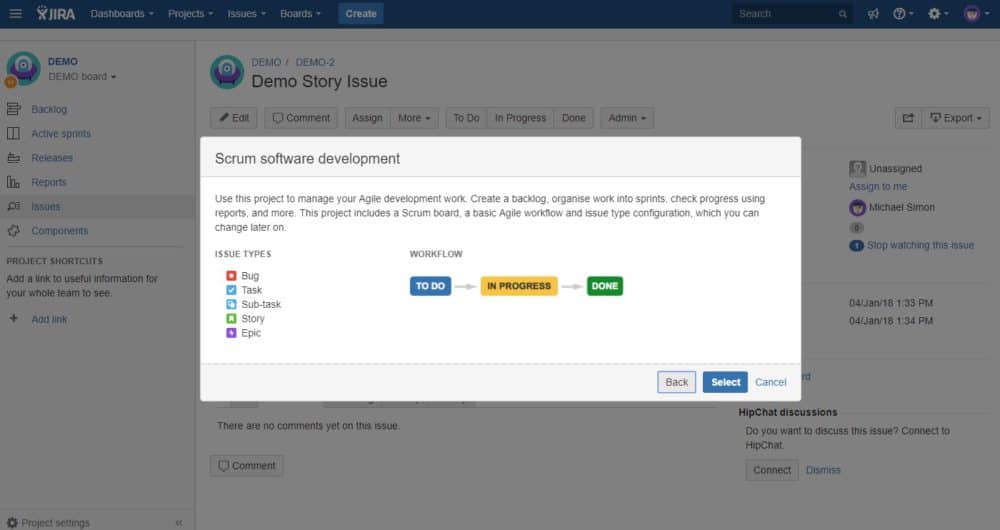 JIRA Dashboards Projects Issues Boards Create Search
DEMO
DEMO board
Backlog
Active sprints
Releases
Reports
Issues
Components
PROJECT SHORTCUTS
Add a link to useful information for
your whole team to see.
Add link
Project settings
DEMO / DEMO-2
Demo Story Issue
Edit Comment Assign More To Do In Progress Done Admin Export
Scrum software development
Use this project to manage your Agile development work. Create a backlog, organise work into sprints, check progress using
reports, and more. This project includes a Scrum board, a basic Agile workflow and issue type configuration, which you can
change later on.
ISSUE TYPES
Bug
Task
Sub-task
Story
Epic
WORKFLOW
TO DO IN PROGRESS DONE
Back Select Cancel
Unassigned
Assign to me
Michael Simon
0
1 Stop watching this issue
04/Jan/18 1:33 PM
04/Jan/18 1:34 PM
There are no comments yet on this issue.
Comment
HipChat discussions
Do you want to discuss this issue? Connect to
HipChat.
Connect Dismiss